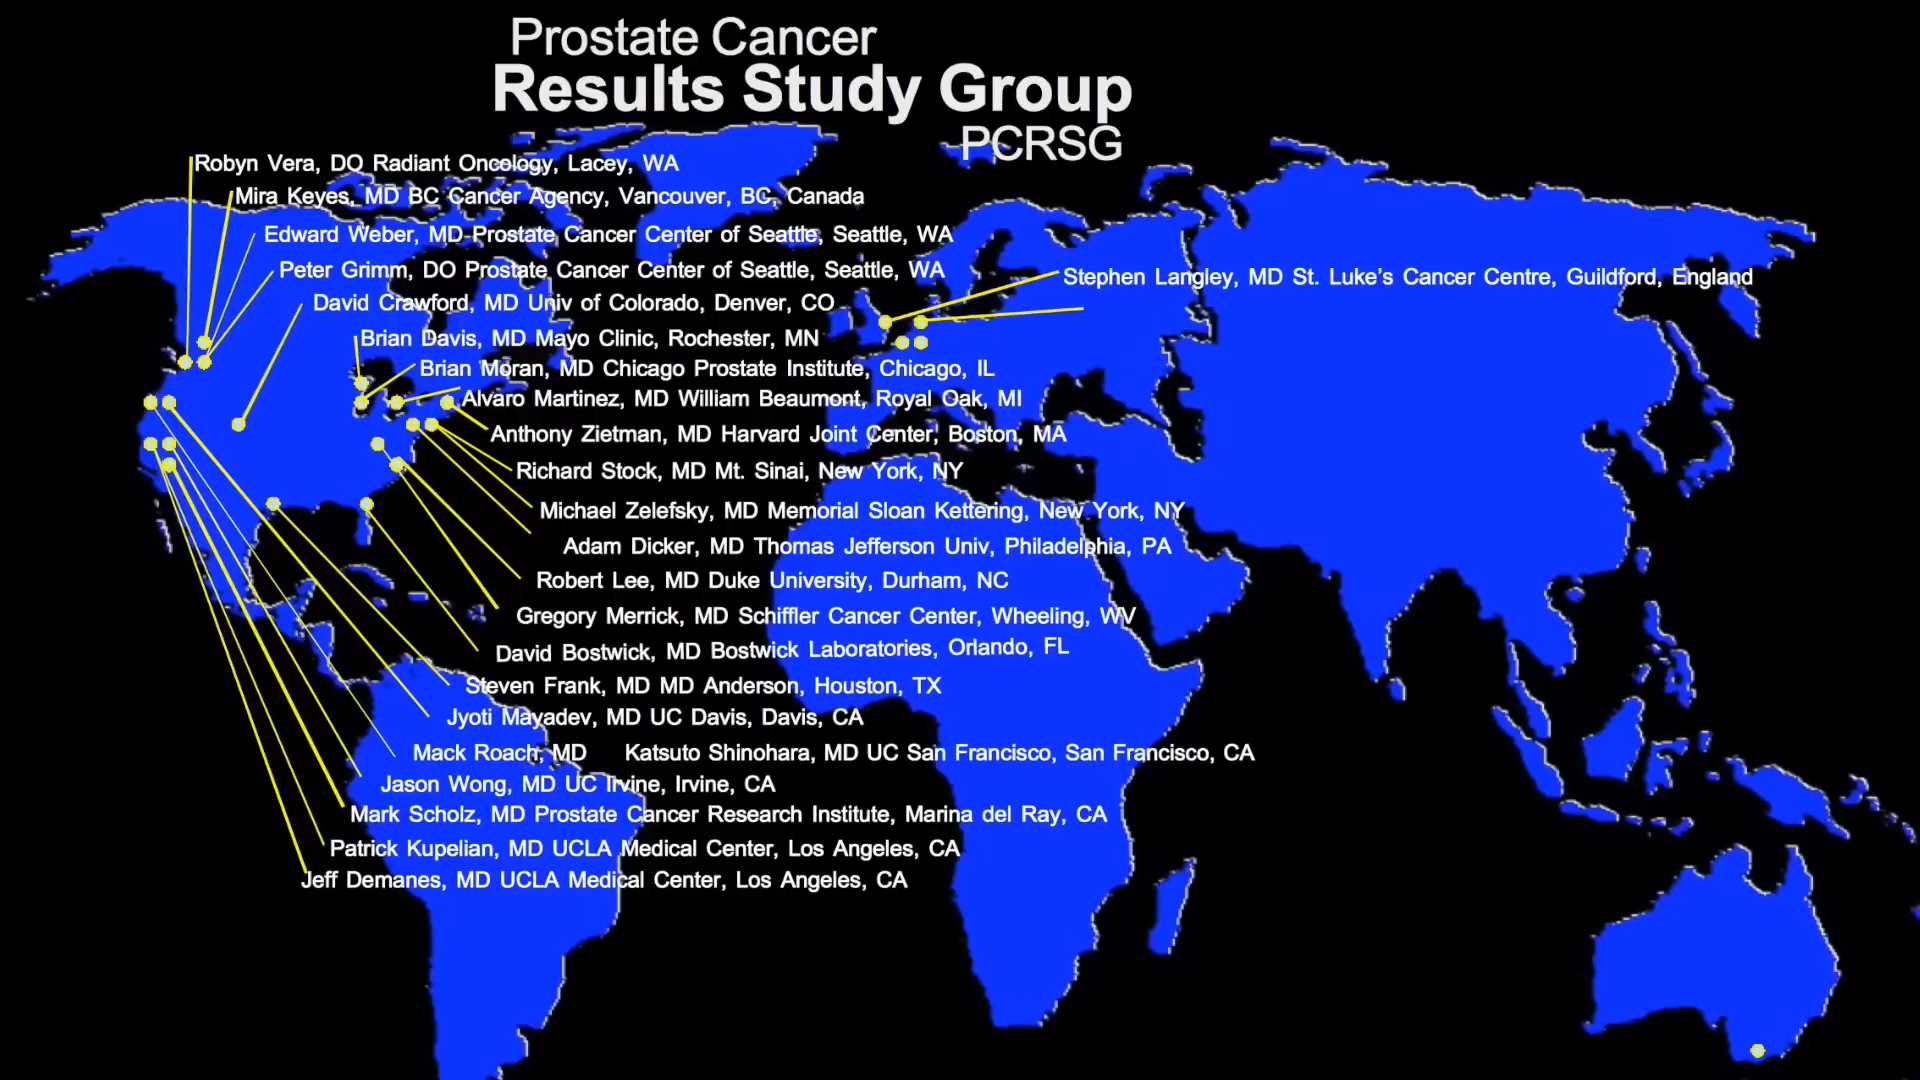 Prostate Cancer
Results Study Group
PCRSG
Robyn Vera, DO Radiant Oncology, Lacey, WA
Mira Keyes, MD BC Cancer Agency, Vancouver, BC, Canada
Edward Weber, MD Prostate Cancer Center of Seattle, Seattle, WA
Peter Grimm, DO Prostate Cancer Center of Seattle, Seattle, WA
Stephen Langley, MD St. Luke's Cancer Centre, Guildford, England
David Crawford, MD Univ of Colorado, Denver, CO
Brian Davis, MD Mayo Clinic, Rochester, MN
Brian Moran, MD Chicago Prostate Institute, Chicago, IL
Alvaro Martinez, MD William Beaumont, Royal Oak, MI
Anthony Zietman, MD Harvard Joint Center, Boston, MA
Richard Stock, MD Mt. Sinai, New York, NY
Michael Zelefsky, MD Memorial Sloan Kettering, New York, NY
Adam Dicker, MD Thomas Jefferson Univ, Philadelphia, PA
Robert Lee, MD Duke University, Durham, NC
Gregory Merrick, MD Schiffler Cancer Center, Wheeling, WV
David Bostwick, MD Bostwick Laboratories, Orlando, FL
Steven Frank, MD MD Anderson, Houston, TX
Jyoti Mayadev, MD UC Davis, Davis, CA
Mack Roach, MD Katsuto Shinohara, MD UC San Francisco, San Francisco, CA
Jason Wong, MD UC Irvine, Irvine, CA
Mark Scholz, MD Prostate Cancer Research Institute, Marina del Ray, CA
Patrick Kupelian, MD UCLA Medical Center, Los Angeles, CA
Jeff Demanes, MD UCLA Medical Center, Los Angeles, CA